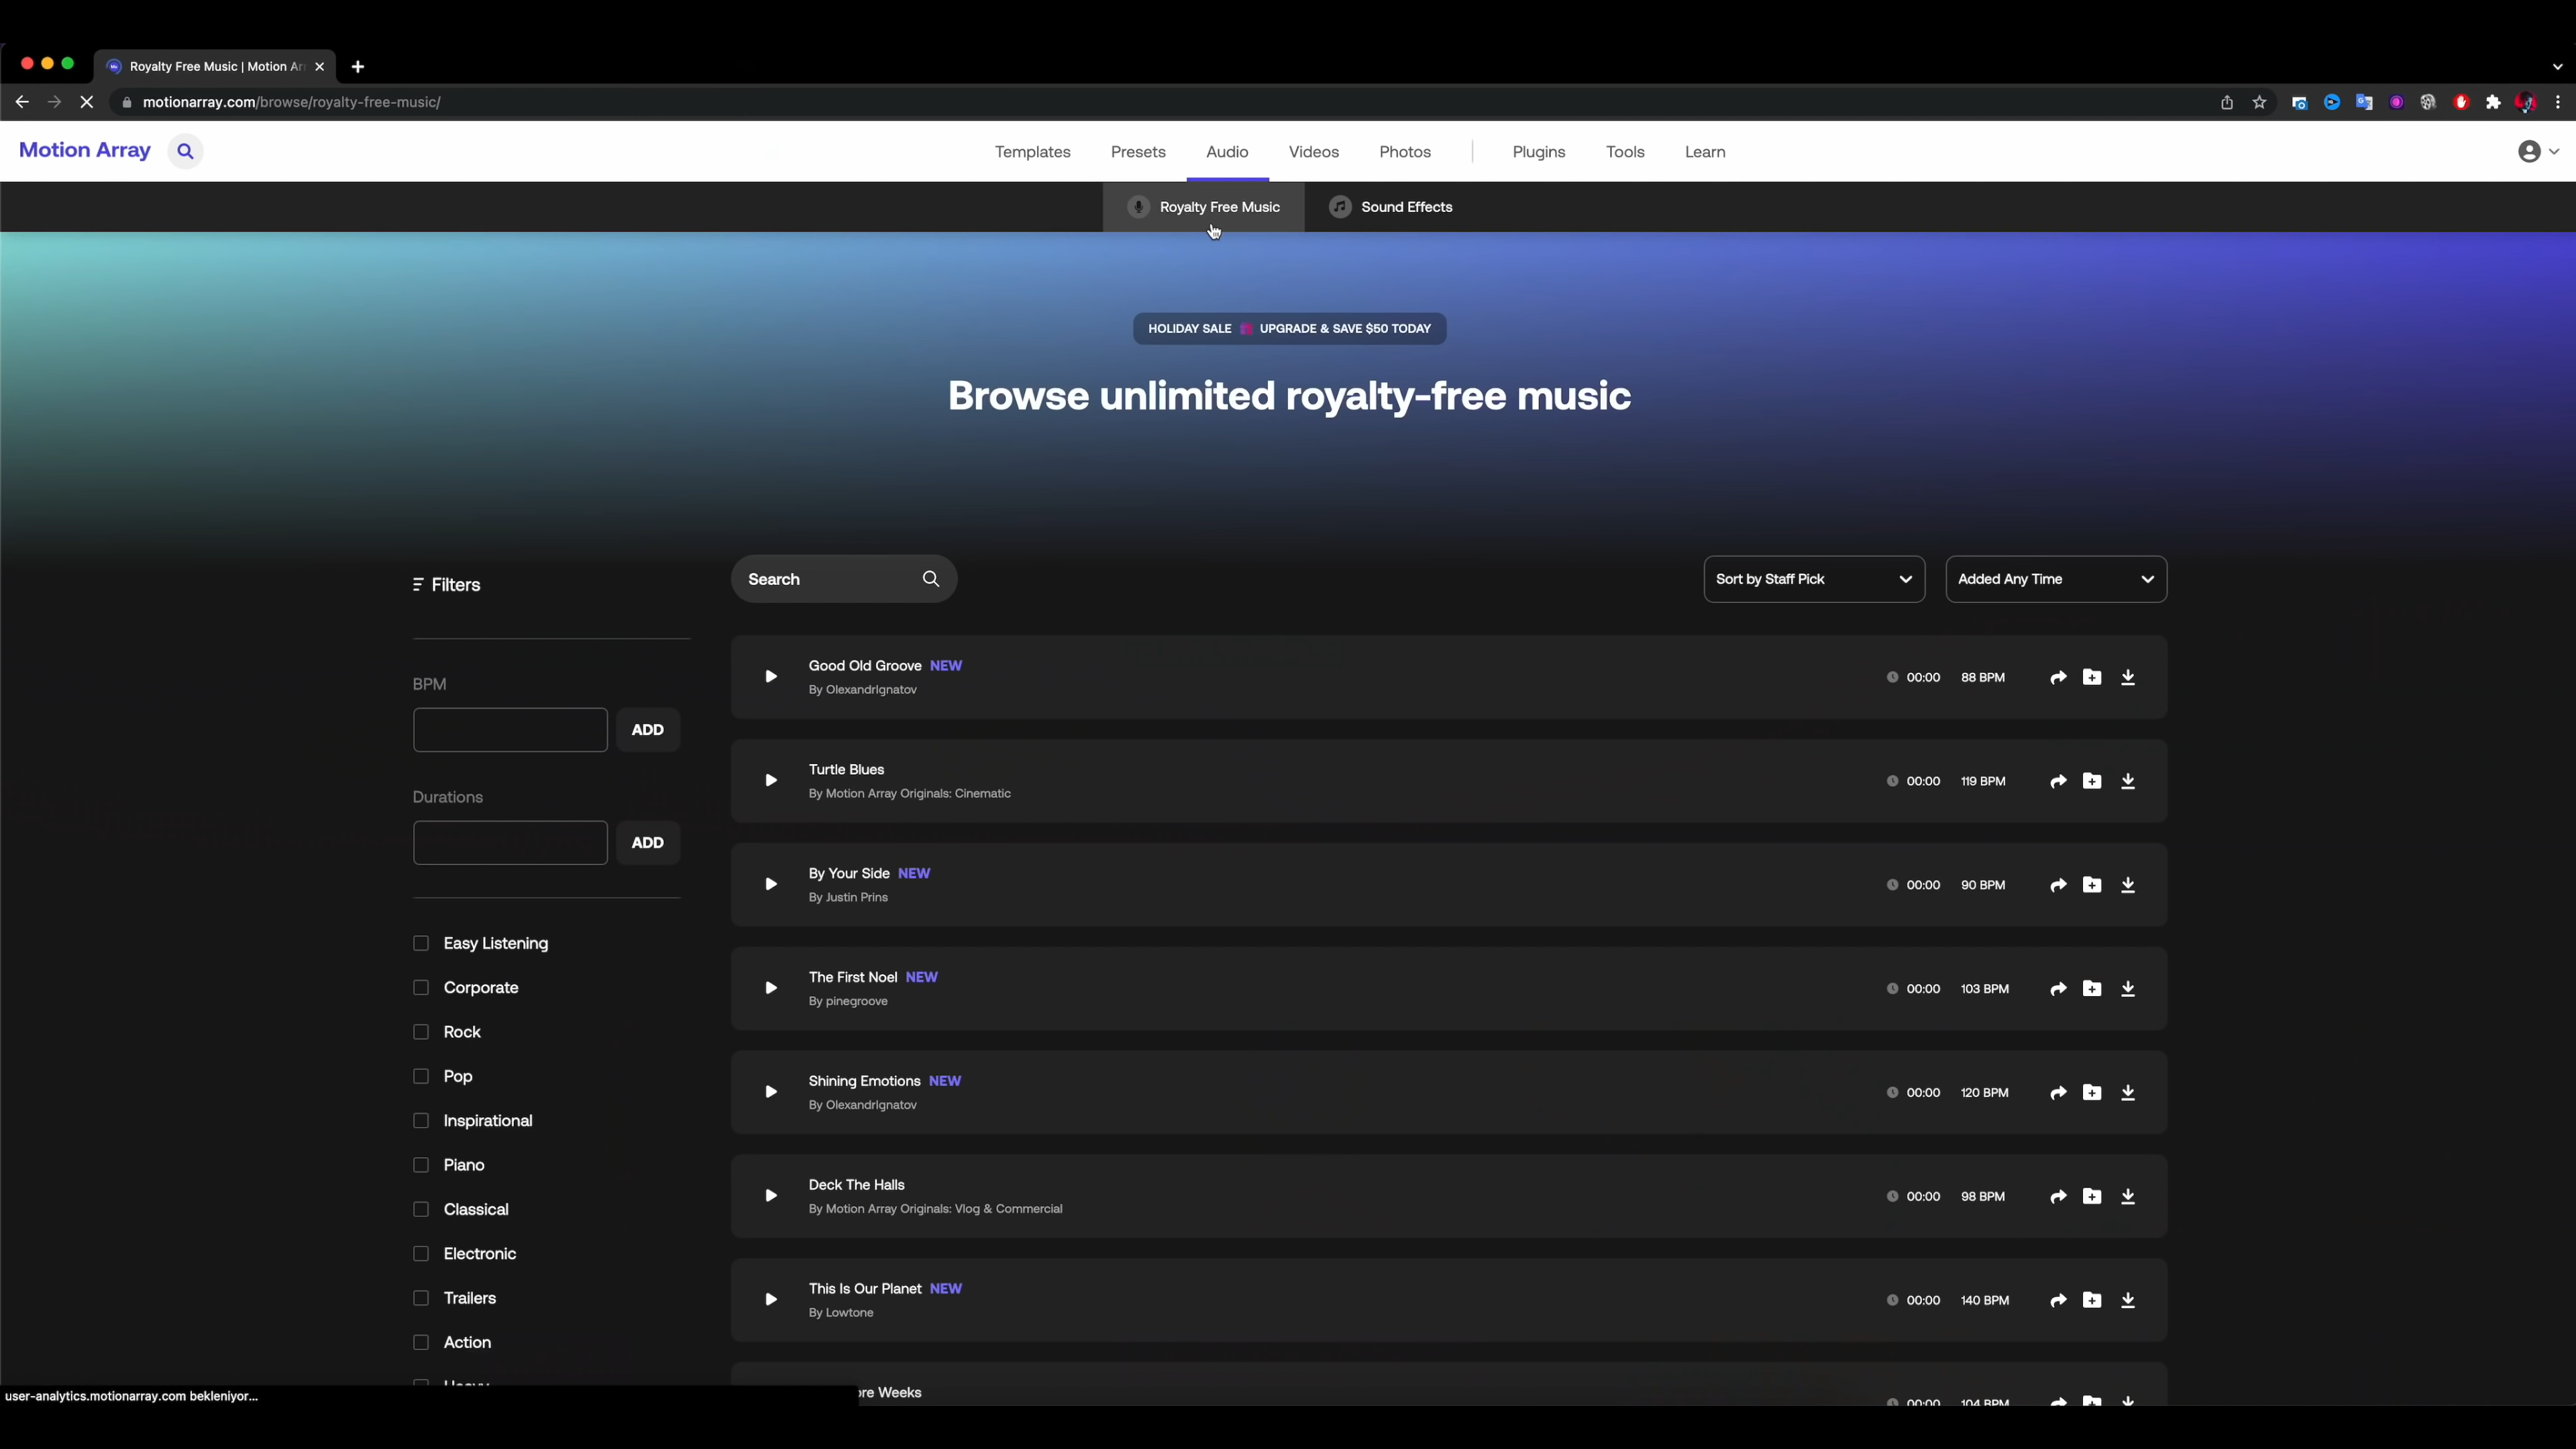 Royalty Free Music | Motion Ar
motionarray.com/browse/royalty-free-music/
Motion Array
Templates Presets Audio Videos Photos Plugins Tools Learn
Royalty Free Music Sound Effects
HOLIDAY SALE UPGRADE & SAVE $50 TODAY
Browse unlimited royalty-free music
Filters
BPM
ADD
Durations
ADD
Easy Listening
Corporate
Rock
Pop
Inspirational
Piano
Classical
Electronic
Trailers
Action
Search
Sort by Staff Pick
Added Any Time
Good Old Groove NEW
By OlexandrIgnatov
00:00 88 BPM
Turtle Blues
By Motion Array Originals: Cinematic
00:00 119 BPM
By Your Side NEW
By Justin Prins
00:00 90 BPM
The First Noel NEW
By pinegroove
00:00 103 BPM
Shining Emotions NEW
By OlexandrIgnatov
00:00 120 BPM
Deck The Halls
By Motion Array Originals: Vlog & Commercial
00:00 98 BPM
This Is Our Planet NEW
By Lowtone
00:00 140 BPM
ore Weeks
00:00 104 BPM
user-analytics.motionarray.com bekleniyor...